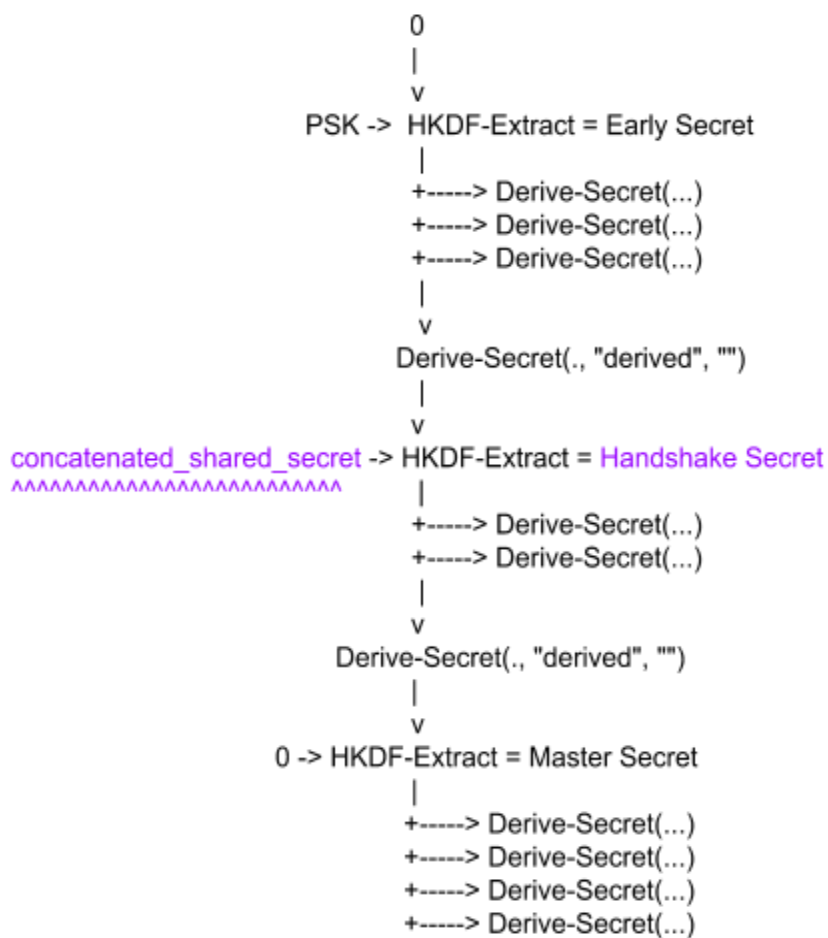 0
|
v
PSK -> HKDF-Extract = Early Secret
|
+-----> Derive-Secret(...)
+-----> Derive-Secret(...)
+-----> Derive-Secret(...)
|
v
Derive-Secret(., "derived", "")
|
v
concatenated_shared_secret -> HKDF-Extract = Handshake Secret
^^^^^^^^^^^^^^^^^^^^^^^^^^ |
+-----> Derive-Secret(...)
+-----> Derive-Secret(...)
|
v
Derive-Secret(., "derived", "")
|
v
0 -> HKDF-Extract = Master Secret
|
+-----> Derive-Secret(...)
+-----> Derive-Secret(...)
+-----> Derive-Secret(...)
+-----> Derive-Secret(...)